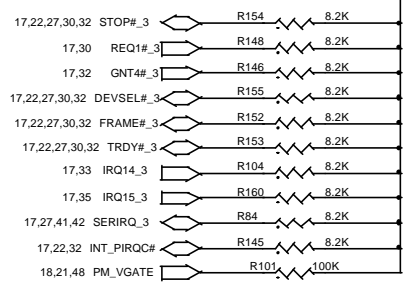 17,22,27,30,32 STOP#_3 R154 8.2K
17,30 REQ1#_3 R148 8.2K
17,32 GNT4#_3 R146 8.2K
17,22,27,30,32 DEVSEL#_3 R155 8.2K
17,22,27,30,32 FRAME#_3 R152 8.2K
17,22,27,30,32 TRDY#_3 R153 8.2K
17,33 IRQ14_3 R104 8.2K
17,35 IRQ15_3 R160 8.2K
17,27,41,42 SERIRQ_3 R84 8.2K
17,22,32 INT_PIRQC# R145 8.2K
18,21,48 PM_VGATE R101 100K